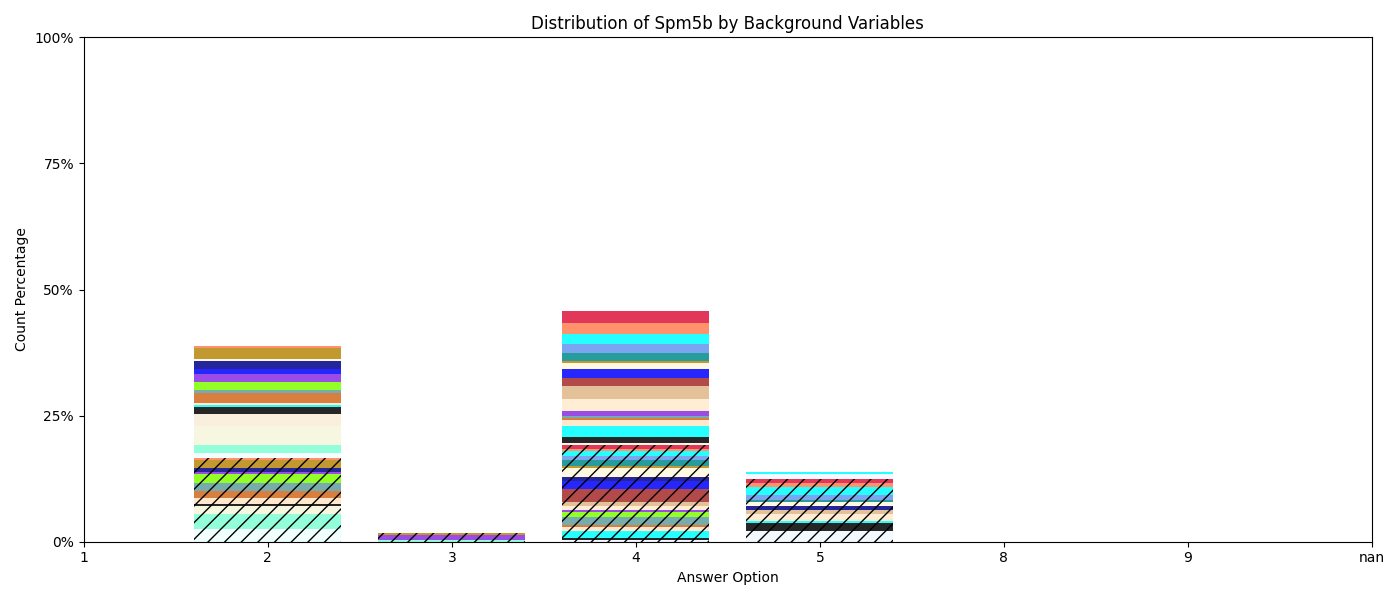 Distribution of Spm5b by Background Variables
100%
75%
50%
25%
0%
Count Percentage
1 2 3 4 5 8 9 nan
Answer Option